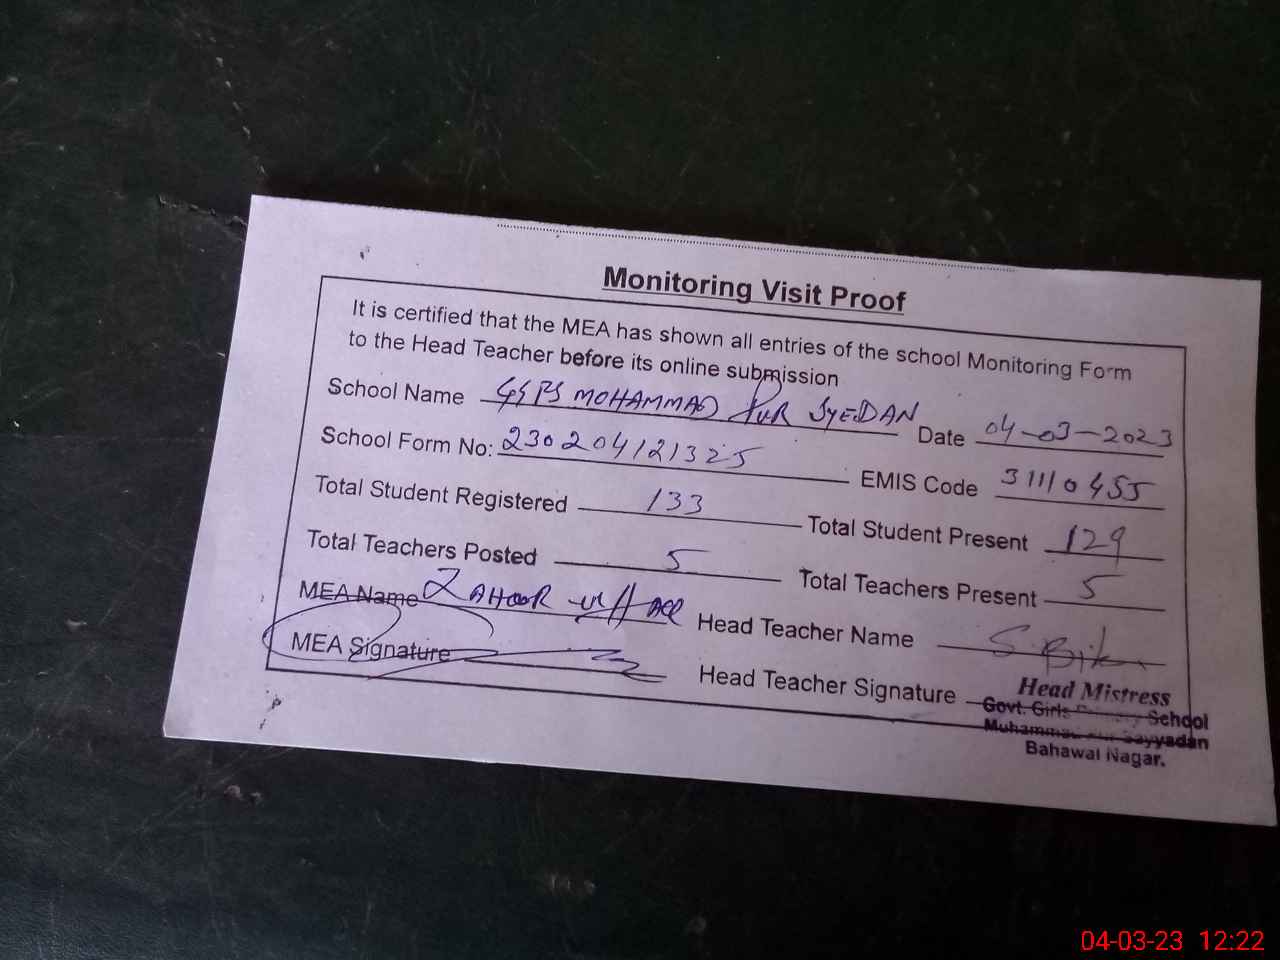 Monitoring Visit Proof
It is certified that the MEA has shown all entries of the school Monitoring Form
to the Head Teacher before its online submission
School Name GGPS MOHAMMAD PUR SYEDAN Date 04-03-2023
School Form No: 230204121325 EMIS Code 31110455
Total Student Registered 133 Total Student Present 129
Total Teachers Posted 5 Total Teachers Present 5
MEA Name ZAHOOR Head Teacher Name
MEA Signature Head Teacher Signature
Head Mistress
Govt. Girls Primary School
Muhammad Pur Sayyadan
Bahawal Nagar.
04-03-23 12:22